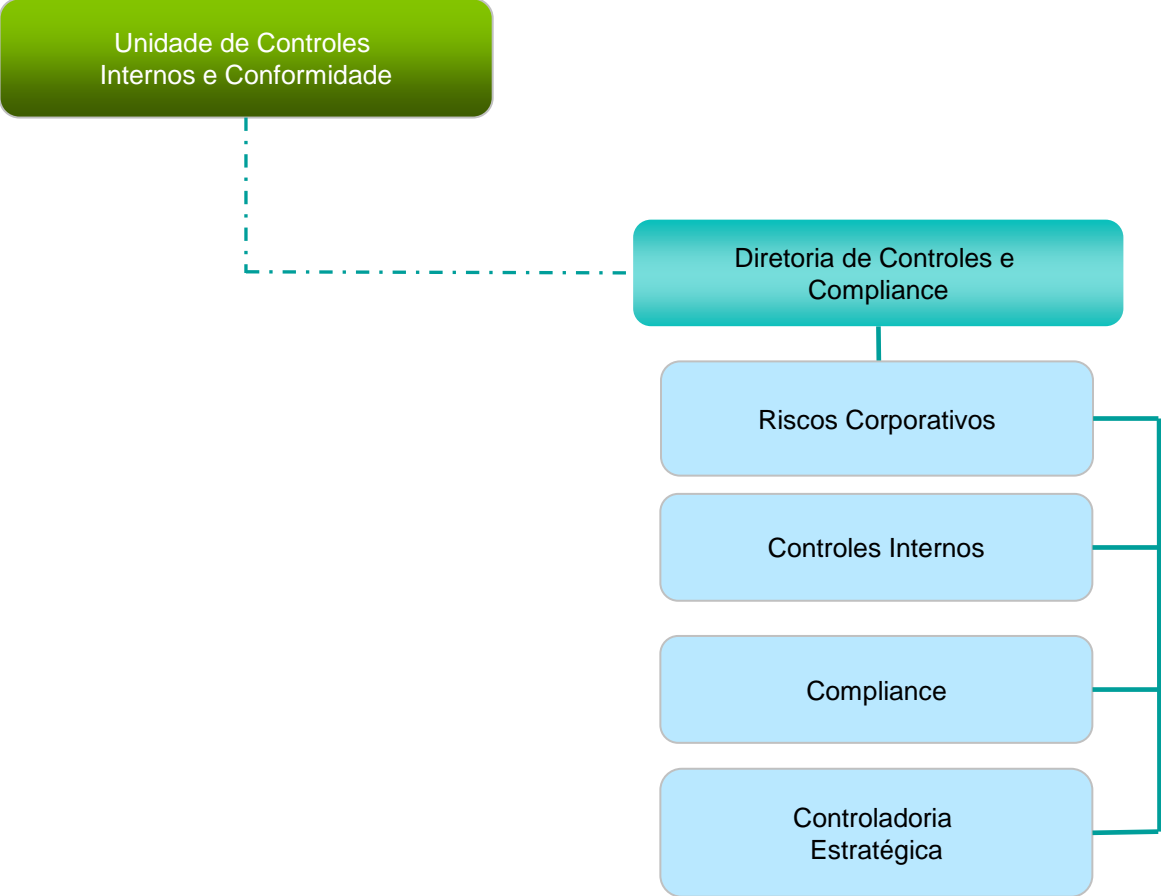 Unidade de Controles
Internos e Conformidade
Diretoria de Controles e
Compliance
Riscos Corporativos
Controles Internos
Compliance
Controladoria
Estratégica